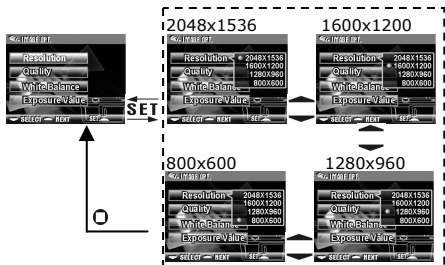 2048x1536
1600x1200
IMAGE OPT.
Resolution
Quality
White Balance
Exposure Value
SELECT NEXT SET
SET
IMAGE OPT.
Resolution
Quality
White Balance
Exposure Value
2048X1536
1600X1200
1280X960
800X600
SELECT NEXT SET
IMAGE OPT.
Resolution
Quality
White Balance
Exposure Value
2048X1536
1600X1200
1280X960
800X600
SELECT NEXT SET
800x600
1280x960
IMAGE OPT.
Resolution
Quality
White Balance
Exposure Value
2048X1536
1600X1200
1280X960
800X600
SELECT NEXT SET
IMAGE OPT.
Resolution
Quality
White Balance
Exposure Value
2048X1536
1600X1200
1280X960
800X600
SELECT NEXT SET